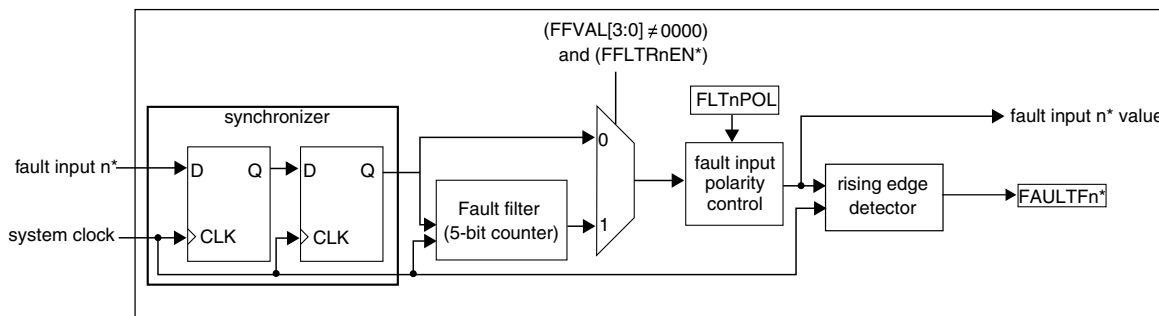 (FFVAL[3:0] ≠ 0000)
and (FFLTRnEN*)
synchronizer
FLTnPOL
fault input n* value
0
fault input n*
D
Q
D
Q
fault input
polarity
control
rising edge
detector
FAULTFn*
Fault filter
(5-bit counter)
1
system clock
CLK
CLK